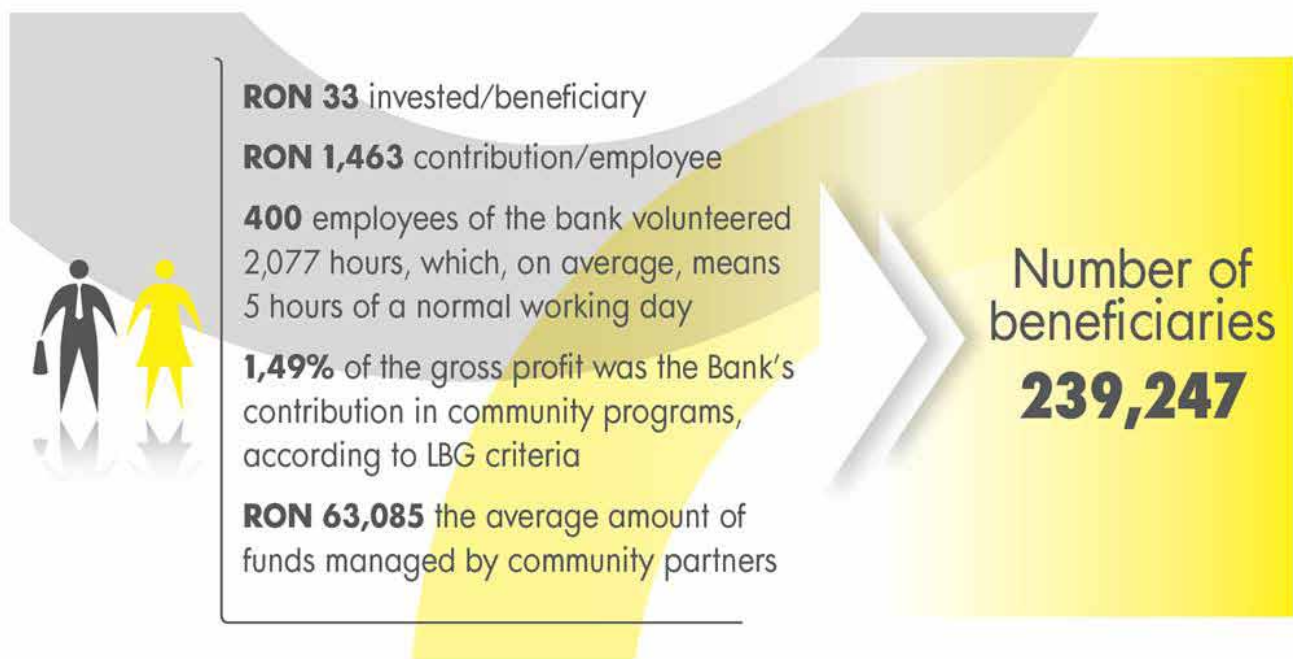 RON 33 invested/beneficiary
RON 1,463 contribution/employee
400 employees of the bank volunteered
2,077 hours, which, on average, means
5 hours of a normal working day
1,49% of the gross profit was the Bank's
contribution in community programs,
according to LBG criteria
RON 63,085 the average amount of
funds managed by community partners
Number of
beneficiaries
239,247